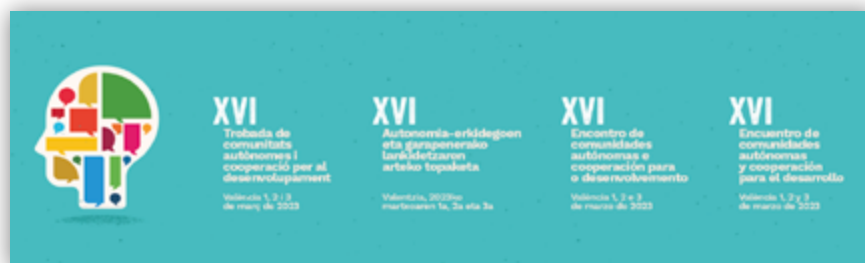 XVI
Trobada de
comunitats
autònomes i
cooperació per al
desenvolupament
València 1, 2 i 3
de març de 2023
XVI
Autonomia-erkidegoen
eta garapenerako
lankidetzaren
arteko topaketa
Valentzia, 2023ko
martxoaren 1a, 2a eta 3a
XVI
Encontro de
comunidades
autónomas e
cooperación para
o desenvolvemento
València 1, 2 e 3
de marzo de 2023
XVI
Encuentro de
comunidades
autónomas
y cooperación
para el desarrollo
València 1, 2 y 3
de marzo de 2023